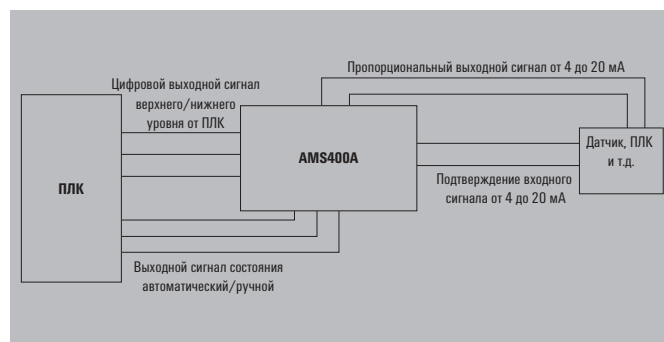 Пропорциональный выходной сигнал от 4 до 20 мА
Цифровой выходной сигнал
верхнего/нижнего
уровня от ПЛК
ПЛК
AMS400A
Датчик, ПЛК
и т.д.
Подтверждение входного
сигнала от 4 до 20 мА
Выходной сигнал состояния
автоматический/ручной